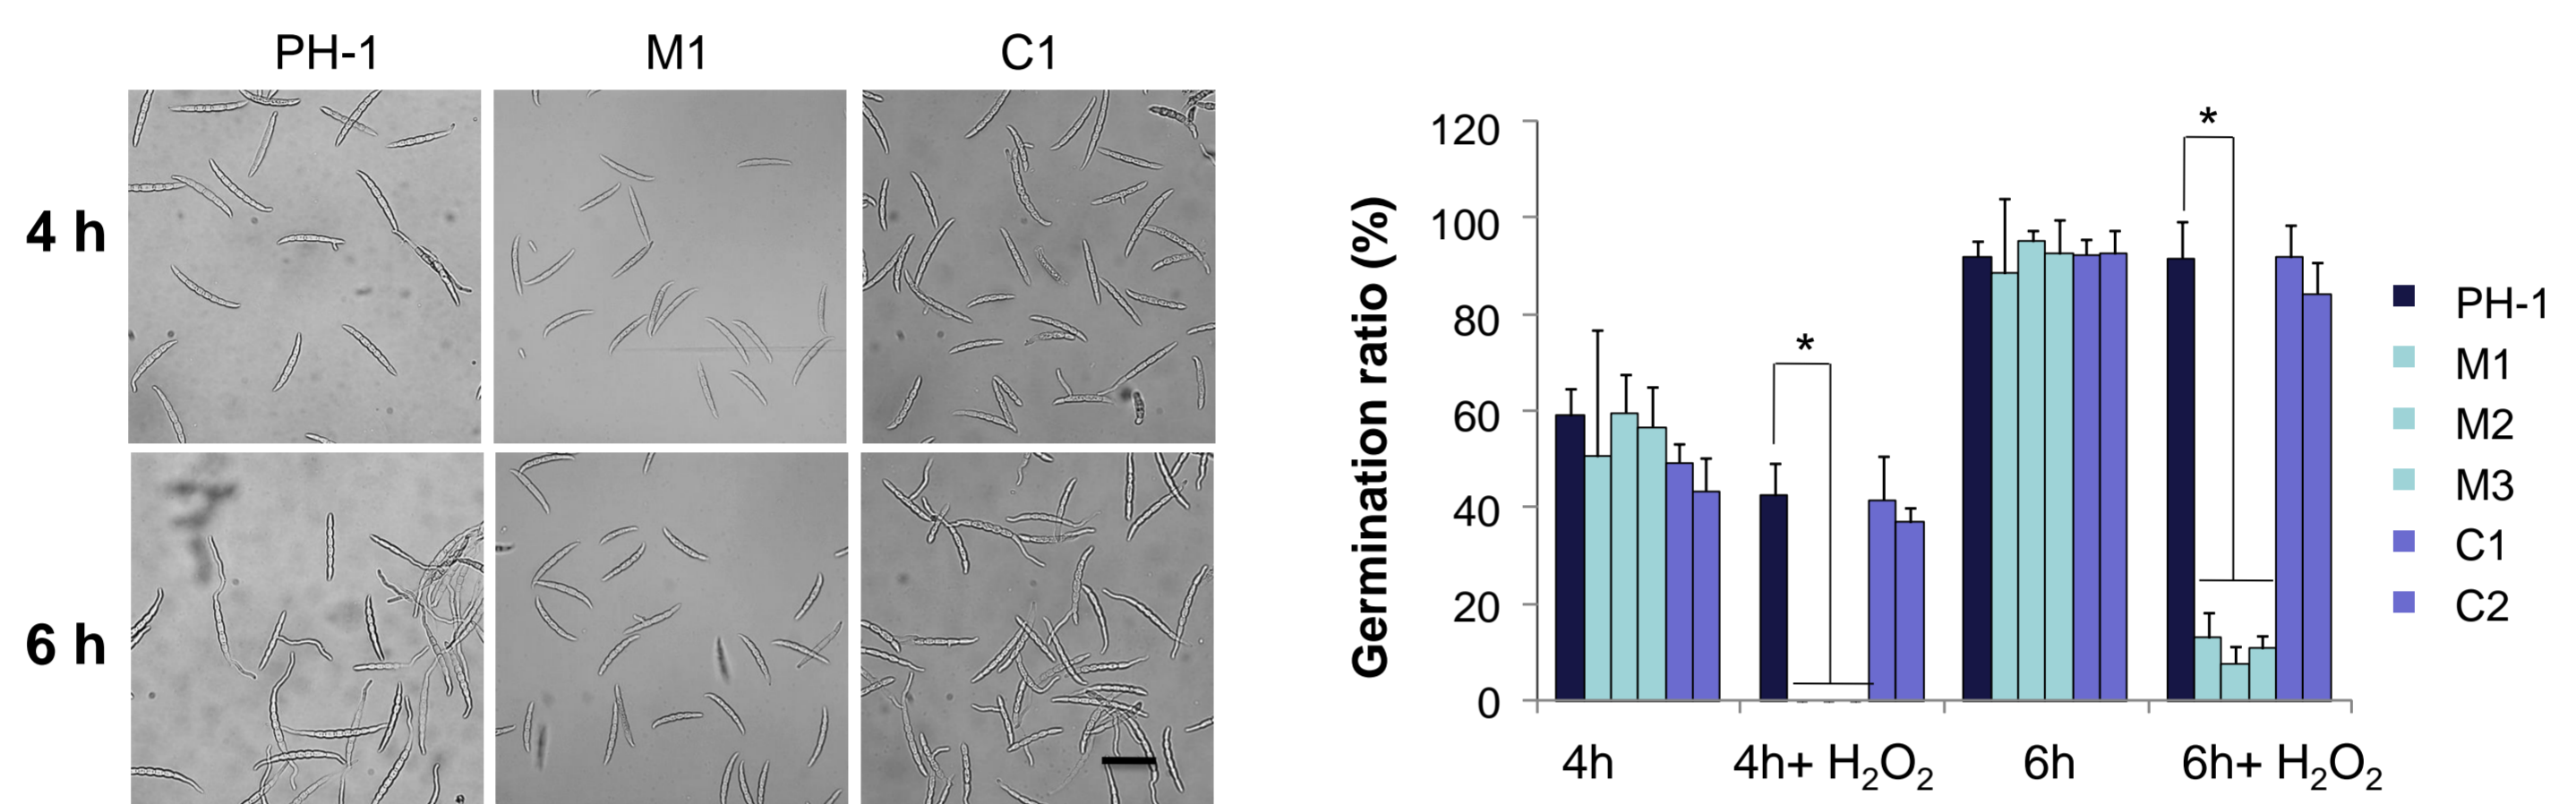 PH-1
M1
C1
4 h
6 h
Germination ratio (%)
120
100
80
60
40
20
0
*
*
4h
4h+ H₂O₂
6h
6h+ H₂O₂
PH-1
M1
M2
M3
C1
C2